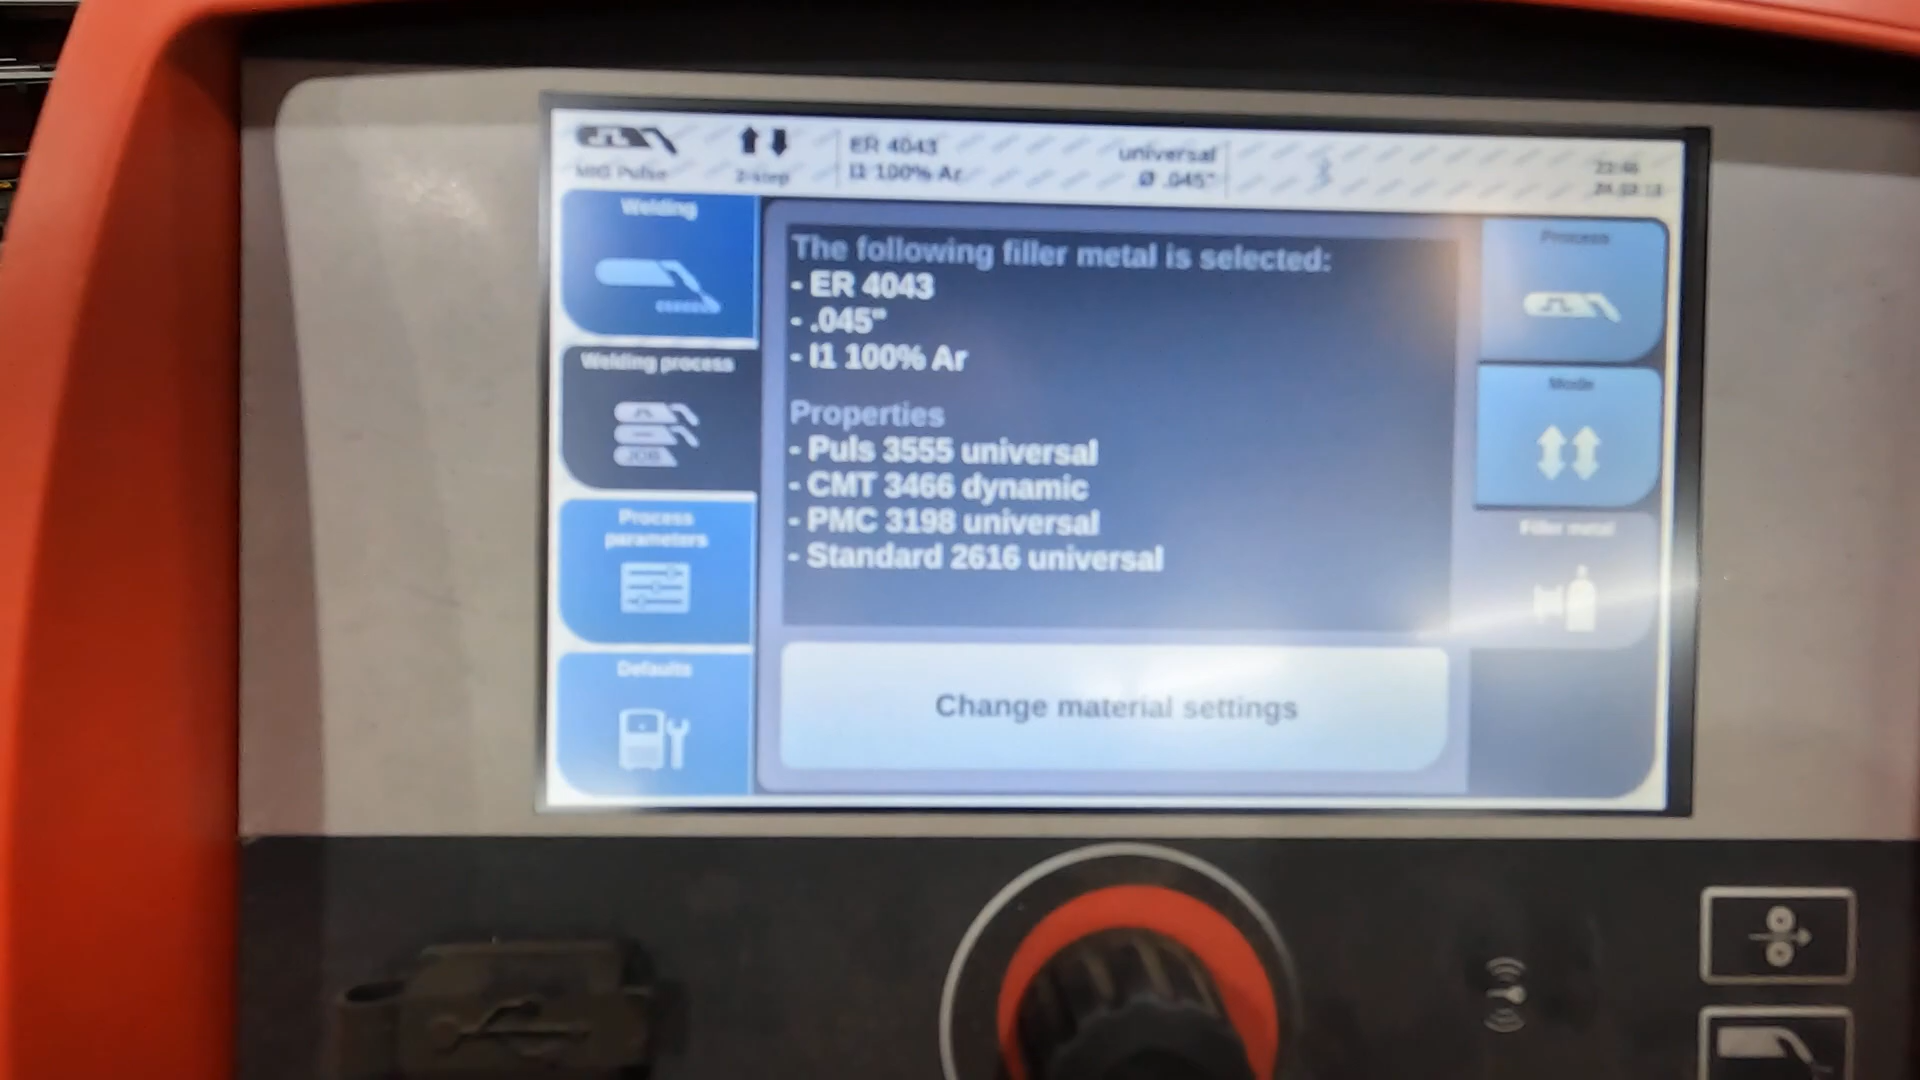 ER 4043
universal
MIG Pulse
2-step
I1 100% Ar
Ø .045"
Welding
The following filler metal is selected:
- ER 4043
- .045"
- I1 100% Ar
Properties
- Puls 3555 universal
- CMT 3466 dynamic
- PMC 3198 universal
- Standard 2616 universal
Change material settings
Welding process
JOB
Process
parameters
Defaults
Process
Mode
Filler metal